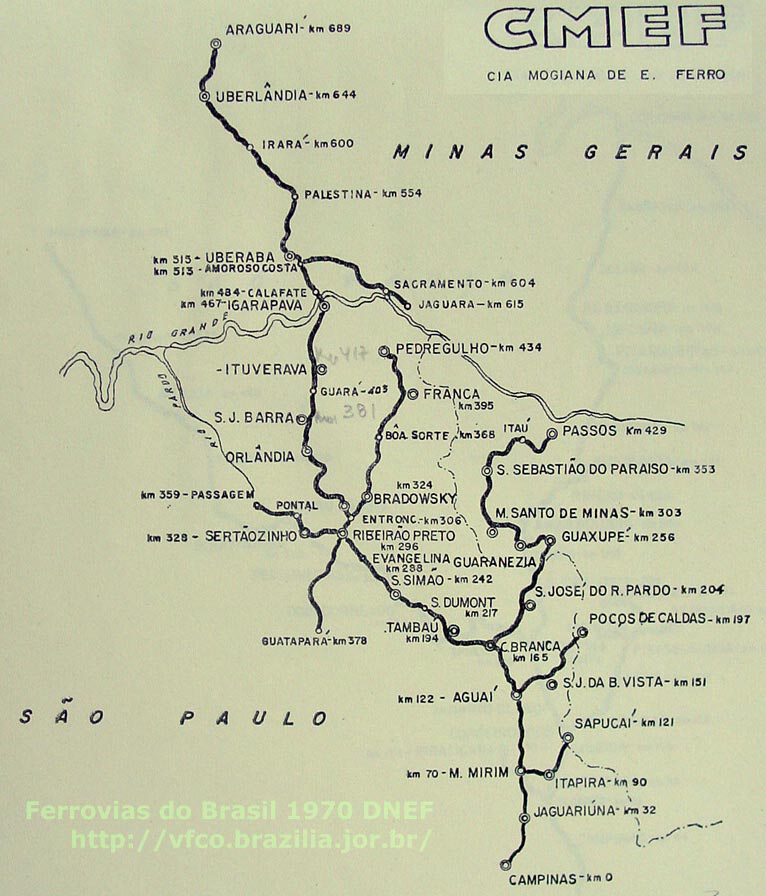 ARAGUARÍ - km 689
CMEF
CIA MOGIANA DE E. FERRO
UBERLÂNDIA - km 644
IRARÁ - km 600
MINAS GERAIS
PALESTINA - km 554
km 515 - UBERABA
km 513 - AMOROSO COSTA
SACRAMENTO - km 604
km 484 - CALAFATE
km 467 - IGARAPAVA
JAGUARA - km 615
RIO GRANDE
Km 417
PEDREGULHO - km 434
- ITUVERAVA
RIO PARDO
GUARÁ - 403
FRANCA
km 395
S. J. BARRA
381
ITAÚ
PASSOS Km 429
BÔA SORTE - km 368
ORLÂNDIA
S. SEBASTIÃO DO PARAISO - km 353
km 324
BRADOWSKY
km 359 - PASSAGEM
PONTAL
M. SANTO DE MINAS - km 303
ENTRONC. - km 306
km 328 - SERTÃOZINHO
RIBEIRÃO PRETO
km 296
GUAXUPÉ - km 256
EVANGELINA
km 288
GUARANEZIA
S. SIMÃO - km 242
S. JOSÉ DO R. PARDO - km 204
S. DUMONT
km 217
POÇOS DE CALDAS - km 197
TAMBAÚ
km 194
GUATAPARÁ - km 378
C. BRANCA
km 165
S. J. DA B. VISTA - km 151
km 122 - AGUAÍ
SÃO PAULO
SAPUCAÍ - km 121
km 70 - M. MIRIM
ITAPIRA - km 90
Ferrovias do Brasil 1970 DNEF
JAGUARIÚNA - km 32
http://vfco.brazilia.jor.br/
CAMPINAS - km 0